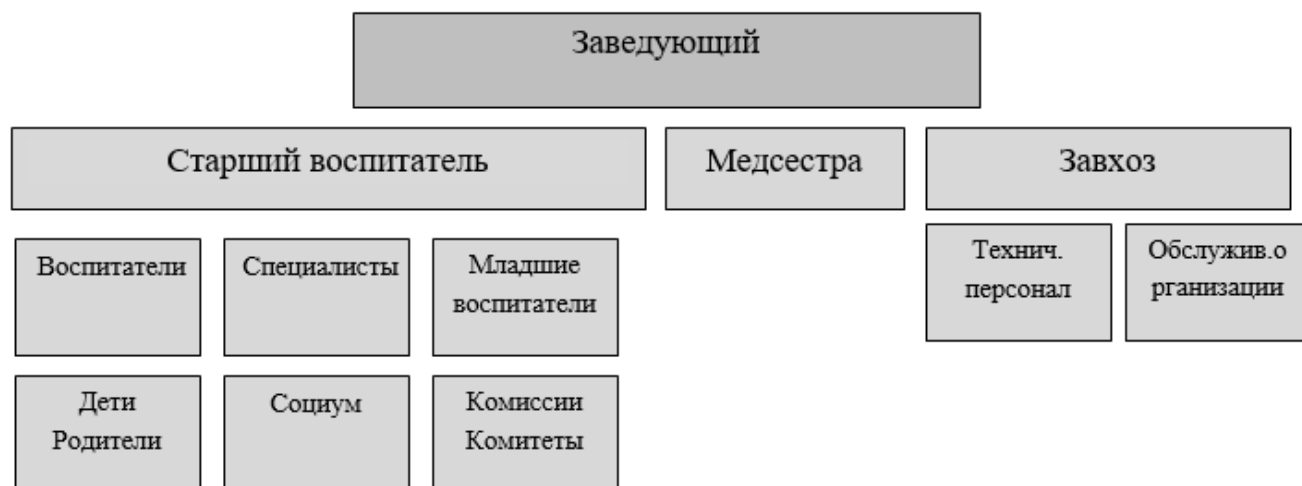 Заведующий
Старший воспитатель
Медсестра
Завхоз
Воспитатели
Специалисты
Младшие
воспитатели
Технич.
персонал
Обслужив.о
рганизации
Дети
Родители
Социум
Комиссии
Комитеты